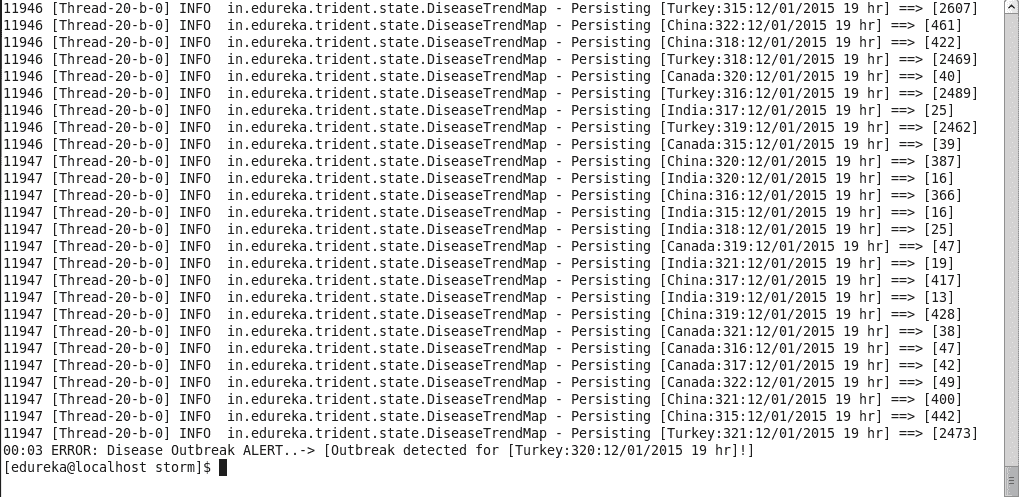 11946 [Thread-20-b-0] INFO  in.edureka.trident.state.DiseaseTrendMap - Persisting [Turkey:315:12/01/2015 19 hr] ==> [2607]
11946 [Thread-20-b-0] INFO  in.edureka.trident.state.DiseaseTrendMap - Persisting [China:322:12/01/2015 19 hr] ==> [461]
11946 [Thread-20-b-0] INFO  in.edureka.trident.state.DiseaseTrendMap - Persisting [China:318:12/01/2015 19 hr] ==> [422]
11946 [Thread-20-b-0] INFO  in.edureka.trident.state.DiseaseTrendMap - Persisting [Turkey:318:12/01/2015 19 hr] ==> [2469]
11946 [Thread-20-b-0] INFO  in.edureka.trident.state.DiseaseTrendMap - Persisting [Canada:320:12/01/2015 19 hr] ==> [40]
11946 [Thread-20-b-0] INFO  in.edureka.trident.state.DiseaseTrendMap - Persisting [Turkey:316:12/01/2015 19 hr] ==> [2489]
11946 [Thread-20-b-0] INFO  in.edureka.trident.state.DiseaseTrendMap - Persisting [India:317:12/01/2015 19 hr] ==> [25]
11946 [Thread-20-b-0] INFO  in.edureka.trident.state.DiseaseTrendMap - Persisting [Turkey:319:12/01/2015 19 hr] ==> [2462]
11946 [Thread-20-b-0] INFO  in.edureka.trident.state.DiseaseTrendMap - Persisting [Canada:315:12/01/2015 19 hr] ==> [39]
11947 [Thread-20-b-0] INFO  in.edureka.trident.state.DiseaseTrendMap - Persisting [China:320:12/01/2015 19 hr] ==> [387]
11947 [Thread-20-b-0] INFO  in.edureka.trident.state.DiseaseTrendMap - Persisting [India:320:12/01/2015 19 hr] ==> [16]
11947 [Thread-20-b-0] INFO  in.edureka.trident.state.DiseaseTrendMap - Persisting [China:316:12/01/2015 19 hr] ==> [366]
11947 [Thread-20-b-0] INFO  in.edureka.trident.state.DiseaseTrendMap - Persisting [India:315:12/01/2015 19 hr] ==> [16]
11947 [Thread-20-b-0] INFO  in.edureka.trident.state.DiseaseTrendMap - Persisting [India:318:12/01/2015 19 hr] ==> [25]
11947 [Thread-20-b-0] INFO  in.edureka.trident.state.DiseaseTrendMap - Persisting [Canada:319:12/01/2015 19 hr] ==> [47]
11947 [Thread-20-b-0] INFO  in.edureka.trident.state.DiseaseTrendMap - Persisting [India:321:12/01/2015 19 hr] ==> [19]
11947 [Thread-20-b-0] INFO  in.edureka.trident.state.DiseaseTrendMap - Persisting [China:317:12/01/2015 19 hr] ==> [417]
11947 [Thread-20-b-0] INFO  in.edureka.trident.state.DiseaseTrendMap - Persisting [India:319:12/01/2015 19 hr] ==> [13]
11947 [Thread-20-b-0] INFO  in.edureka.trident.state.DiseaseTrendMap - Persisting [China:319:12/01/2015 19 hr] ==> [428]
11947 [Thread-20-b-0] INFO  in.edureka.trident.state.DiseaseTrendMap - Persisting [Canada:321:12/01/2015 19 hr] ==> [38]
11947 [Thread-20-b-0] INFO  in.edureka.trident.state.DiseaseTrendMap - Persisting [Canada:316:12/01/2015 19 hr] ==> [47]
11947 [Thread-20-b-0] INFO  in.edureka.trident.state.DiseaseTrendMap - Persisting [Canada:317:12/01/2015 19 hr] ==> [42]
11947 [Thread-20-b-0] INFO  in.edureka.trident.state.DiseaseTrendMap - Persisting [Canada:322:12/01/2015 19 hr] ==> [49]
11947 [Thread-20-b-0] INFO  in.edureka.trident.state.DiseaseTrendMap - Persisting [China:321:12/01/2015 19 hr] ==> [400]
11947 [Thread-20-b-0] INFO  in.edureka.trident.state.DiseaseTrendMap - Persisting [China:315:12/01/2015 19 hr] ==> [442]
11947 [Thread-20-b-0] INFO  in.edureka.trident.state.DiseaseTrendMap - Persisting [Turkey:321:12/01/2015 19 hr] ==> [2473]
00:03 ERROR: Disease Outbreak ALERT..-> [Outbreak detected for [Turkey:320:12/01/2015 19 hr]!]
[edureka@localhost storm]$